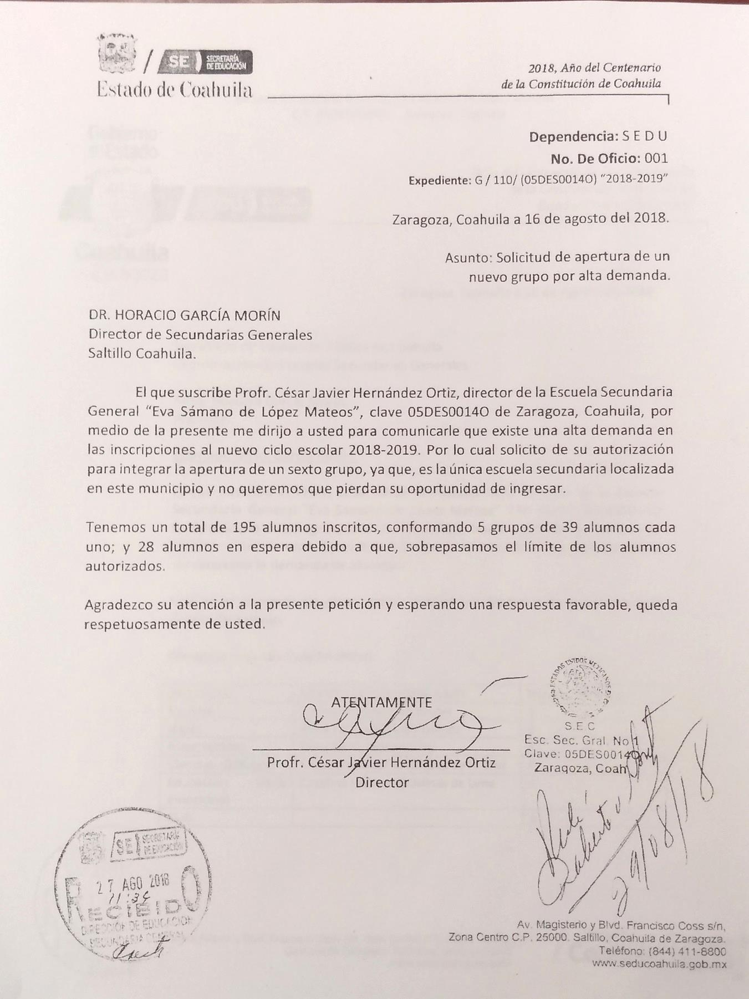 SE SECRETARÍA
DE EDUCACIÓN
Estado de Coahuila
2018, Año del Centenario
de la Constitución de Coahuila
Dependencia: S E D U
No. De Oficio: 001
Expediente: G / 110/ (05DES0014O) “2018-2019”
Zaragoza, Coahuila a 16 de agosto del 2018.
Asunto: Solicitud de apertura de un
nuevo grupo por alta demanda.
DR. HORACIO GARCÍA MORÍN
Director de Secundarias Generales
Saltillo Coahuila.
El que suscribe Profr. César Javier Hernández Ortiz, director de la Escuela Secundaria
General “Eva Sámano de López Mateos”, clave 05DES0014O de Zaragoza, Coahuila, por
medio de la presente me dirijo a usted para comunicarle que existe una alta demanda en
las inscripciones al nuevo ciclo escolar 2018-2019. Por lo cual solicito de su autorización
para integrar la apertura de un sexto grupo, ya que, es la única escuela secundaria localizada
en este municipio y no queremos que pierdan su oportunidad de ingresar.
Tenemos un total de 195 alumnos inscritos, conformando 5 grupos de 39 alumnos cada
uno; y 28 alumnos en espera debido a que, sobrepasamos el límite de los alumnos
autorizados.
Agradezco su atención a la presente petición y esperando una respuesta favorable, queda
respetuosamente de usted.
ATENTAMENTE
Profr. César Javier Hernández Ortiz
Director
ESTADOS UNIDOS MEXICANOS
S.E.C
Esc. Sec. Gral. No 1
Clave: 05DES0014O
Zaragoza, Coah
29/08/18
SE SECRETARÍA
DE EDUCACIÓN
27 AGO 2018
11:34
RECIBIDO
DIRECCIÓN DE EDUCACIÓN
SECUNDARIA GENERAL
Av. Magisterio y Blvd. Francisco Coss s/n,
Zona Centro C.P. 25000. Saltillo, Coahuila de Zaragoza.
Teléfono: (844) 411-8800
www.seducoahuila.gob.mx